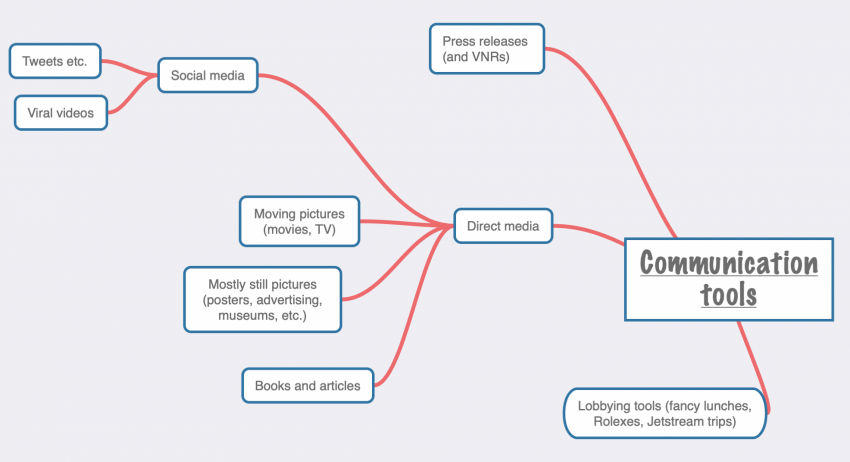 Press releases
(and VNRs)
Tweets etc.
Social media
Viral videos
Moving pictures
(movies, TV)
Direct media
Communication
tools
Mostly still pictures
(posters, advertising,
museums, etc.)
Books and articles
Lobbying tools (fancy lunches,
Rolexes, Jetstream trips)